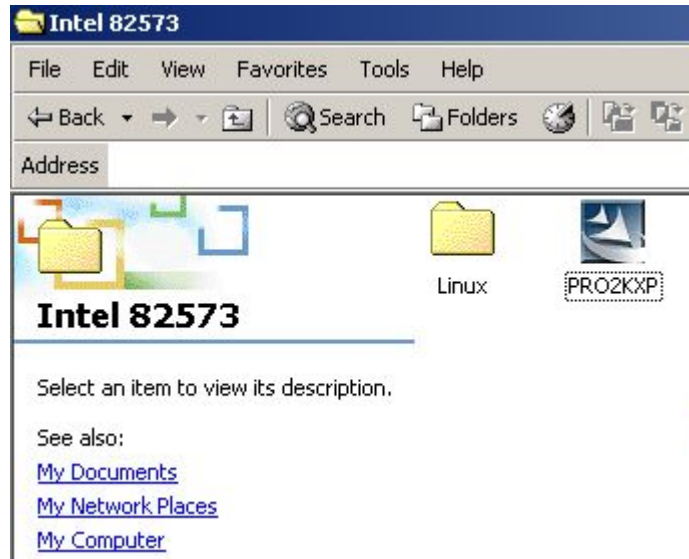 Intel 82573
File Edit View Favorites Tools Help
Back Search Folders
Address
Linux PRO2KXP
Intel 82573
Select an item to view its description.
See also:
My Documents
My Network Places
My Computer